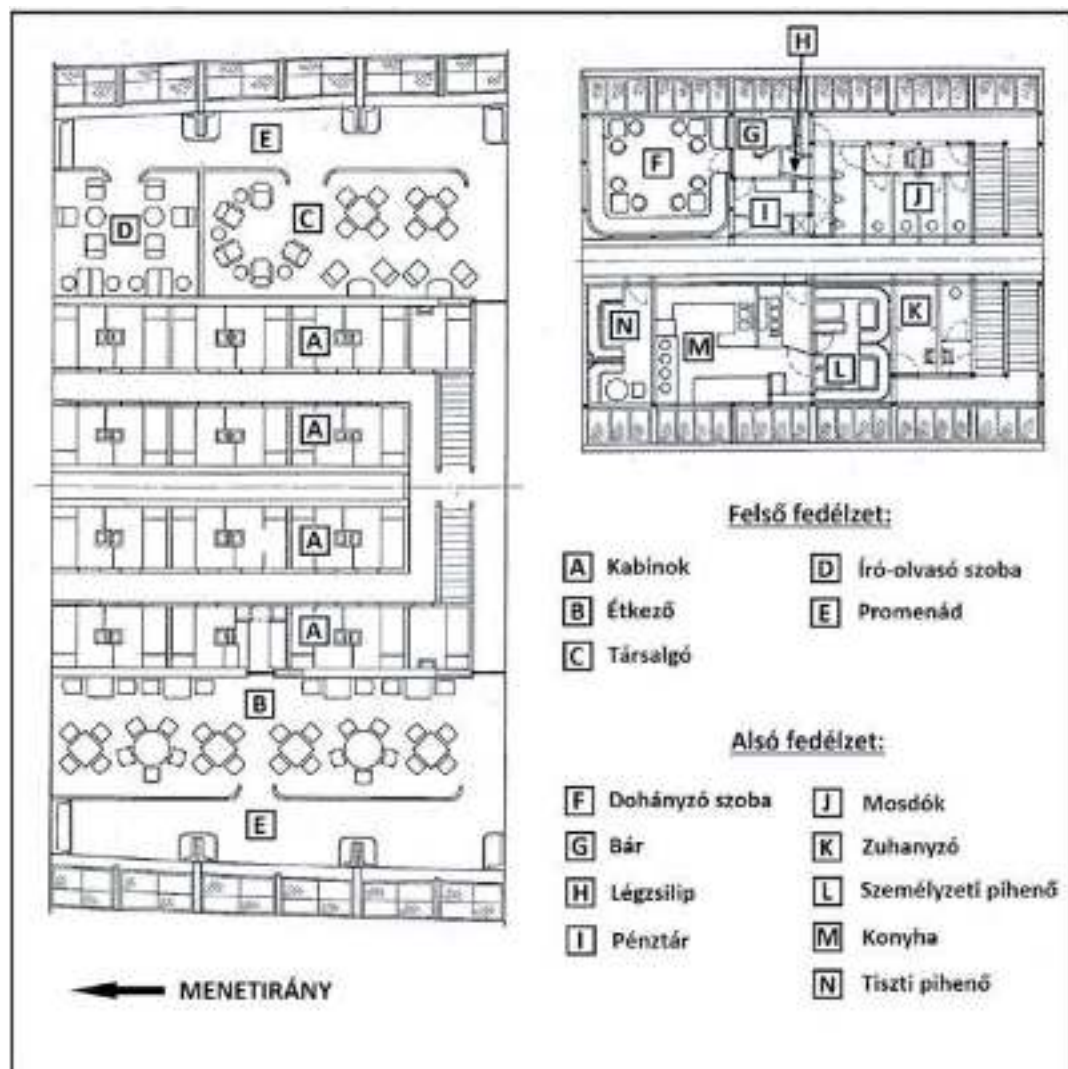 H
E
G
F
D
C
I
J
A
N
M
K
L
A
A
A
B
E
Felső fedélzet:
A Kabinok
D Író-olvasó szoba
B Étkező
E Promenád
C Társalgó
Alsó fedélzet:
F Dohányzó szoba
J Mosdók
G Bár
K Zuhanyzó
H Légzsilip
L Személyzeti pihenő
I Pénztár
M Konyha
N Tiszti pihenő
MENETIRÁNY